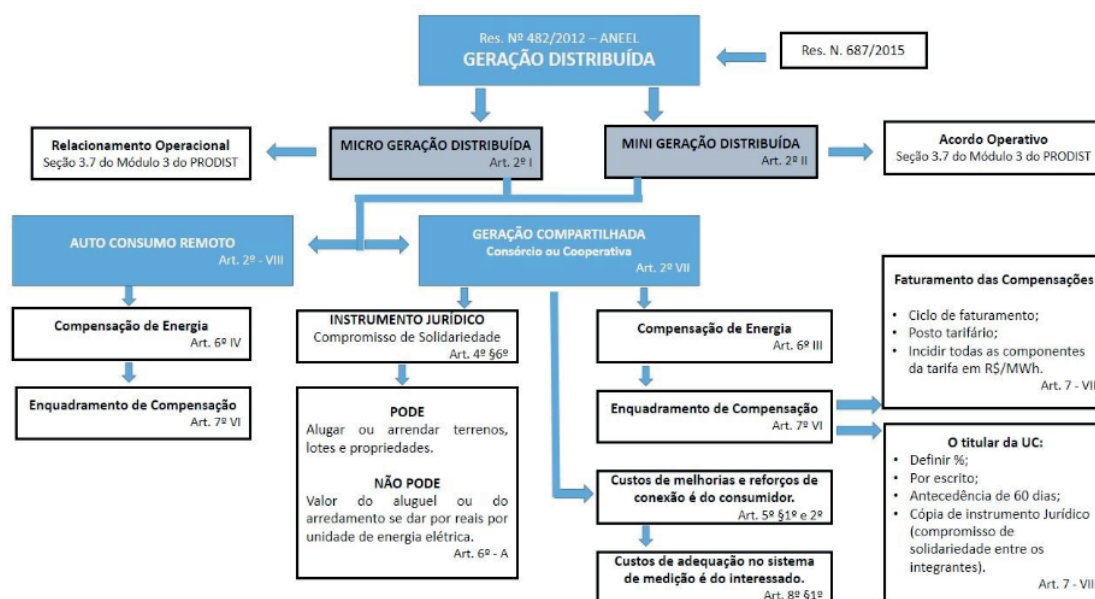 Res. Nº 482/2012 – ANEEL
GERAÇÃO DISTRIBUÍDA
Res. N. 687/2015
Relacionamento Operacional
Seção 3.7 do Módulo 3 do PRODIST
MICRO GERAÇÃO DISTRIBUÍDA
Art. 2º I
MINI GERAÇÃO DISTRIBUÍDA
Art. 2º II
Acordo Operativo
Seção 3.7 do Módulo 3 do PRODIST
AUTO CONSUMO REMOTO
Art. 2º - VIII
GERAÇÃO COMPARTILHADA
Consórcio ou Cooperativa
Art. 2º VII
Compensação de Energia
Art. 6º IV
Enquadramento de Compensação
Art. 7º VI
INSTRUMENTO JURÍDICO
Compromisso de Solidariedade
Art. 4º §6º
PODE
Alugar ou arrendar terrenos,
lotes e propriedades.
NÃO PODE
Valor do aluguel ou do
arredamento se dar por reais por
unidade de energia elétrica.
Art. 6º - A
Compensação de Energia
Art. 6º III
Enquadramento de Compensação
Art. 7º VI
Custos de melhorias e reforços de
conexão é do consumidor.
Art. 5º §1º e 2º
Custos de adequação no sistema
de medição é do interessado.
Art. 8º §1º
Faturamento das Compensações
• Ciclo de faturamento;
• Posto tarifário;
• Incidir todas as componentes
da tarifa em R$/MWh.
Art. 7 - VII
O titular da UC:
• Definir %;
• Por escrito;
• Antecedência de 60 dias;
• Cópia de instrumento Jurídico
(compromisso de
solidariedade entre os
integrantes).
Art. 7 - VIII